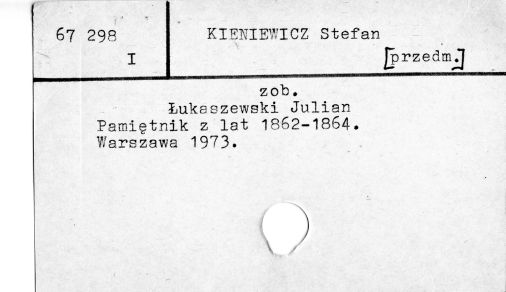 67 298
I
KIENIEWICZ Stefan
[przedm.]
zob.
Łukaszewski Julian
Pamiętnik z lat 1862-1864.
Warszawa 1973.